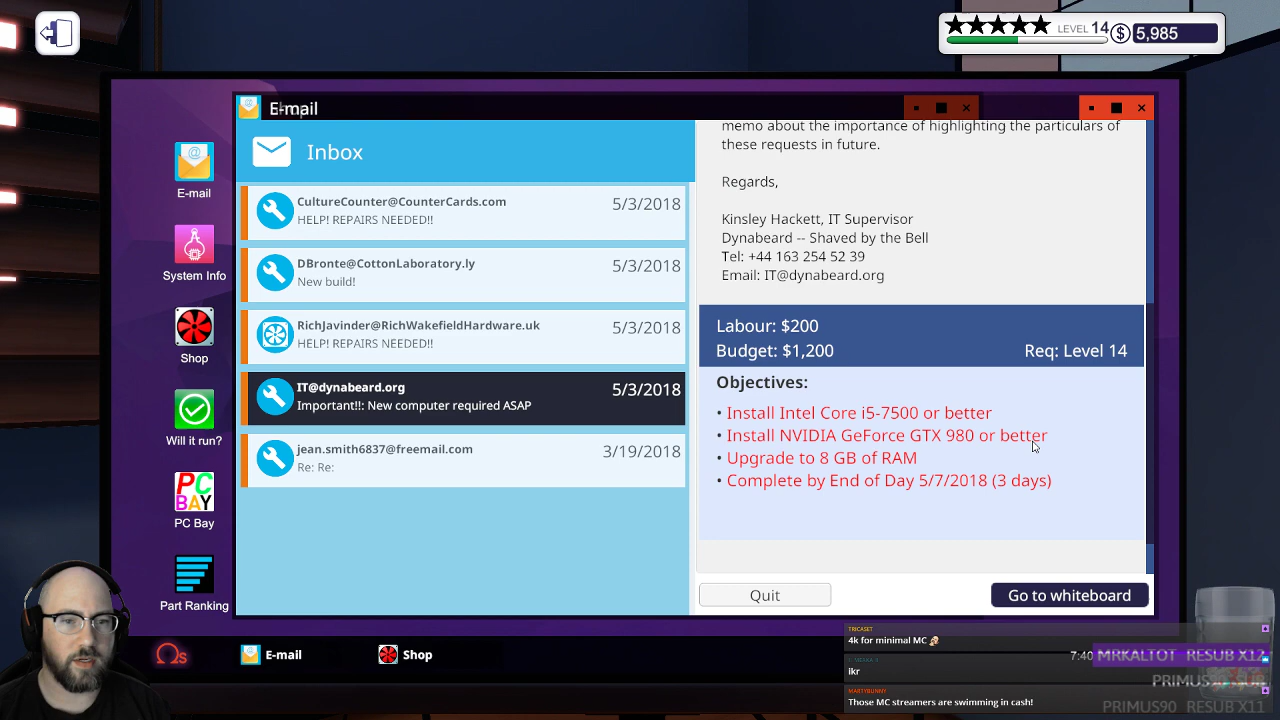 LEVEL 14
5,985
E-mail
Inbox
E-mail
System Info
Shop
Will it run?
PC BAY
PC Bay
Part Ranking
CultureCounter@CounterCards.com
5/3/2018
HELP! REPAIRS NEEDED!!
DBronte@CottonLaboratory.ly
5/3/2018
New build!
RichJavinder@RichWakefieldHardware.uk
5/3/2018
HELP! REPAIRS NEEDED!!
IT@dynabeard.org
5/3/2018
Important!!: New computer required ASAP
jean.smith6837@freemail.com
3/19/2018
Re: Re:
memo about the importance of highlighting the particulars of
these requests in future.
Regards,
Kinsley Hackett, IT Supervisor
Dynabeard -- Shaved by the Bell
Tel: +44 163 254 52 39
Email: IT@dynabeard.org
Labour: $200
Budget: $1,200
Req: Level 14
Objectives:
• Install Intel Core i5-7500 or better
• Install NVIDIA GeForce GTX 980 or better
• Upgrade to 8 GB of RAM
• Complete by End of Day 5/7/2018 (3 days)
Quit
Go to whiteboard
E-mail
Shop
TRICASET
4k for minimal MC
ikr
MARTYBUNNY
Those MC streamers are swimming in cash!
7:40
MRKALTOT RESUB X12
PRIMUS90 SUB
PRIMUS90 RESUB X11